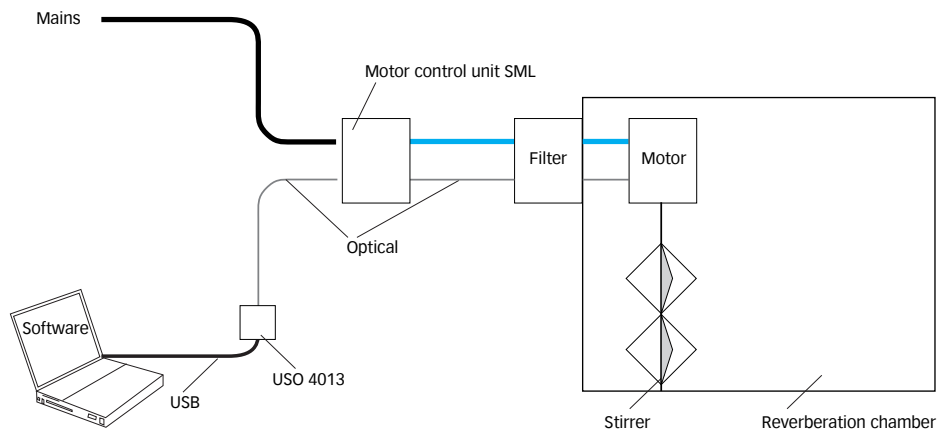 Mains
Motor control unit SML
Filter
Motor
Optical
Software
USO 4013
USB
Stirrer
Reverberation chamber